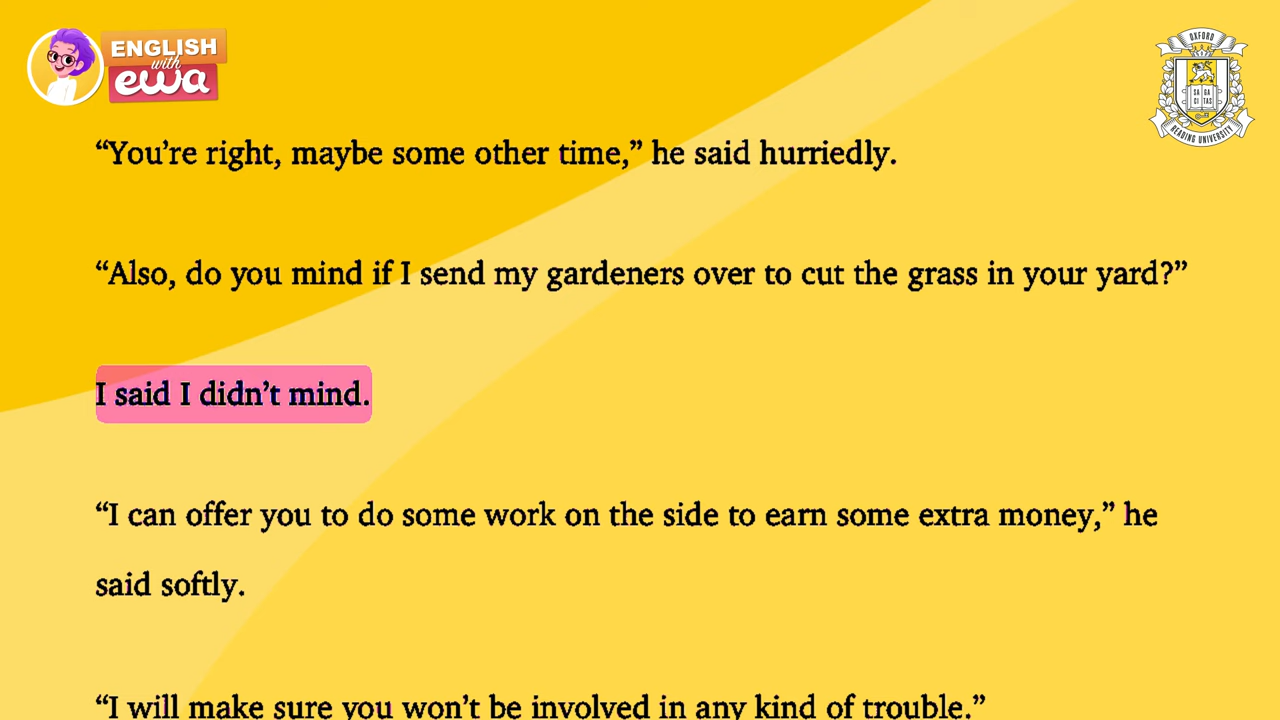 ENGLISH
with
ewa
OXFORD
SA GA
CI TAS
READING UNIVERSITY
“You’re right, maybe some other time,” he said hurriedly.
“Also, do you mind if I send my gardeners over to cut the grass in your yard?”
I said I didn’t mind.
“I can offer you to do some work on the side to earn some extra money,” he
said softly.
“I will make sure you won’t be involved in any kind of trouble.”